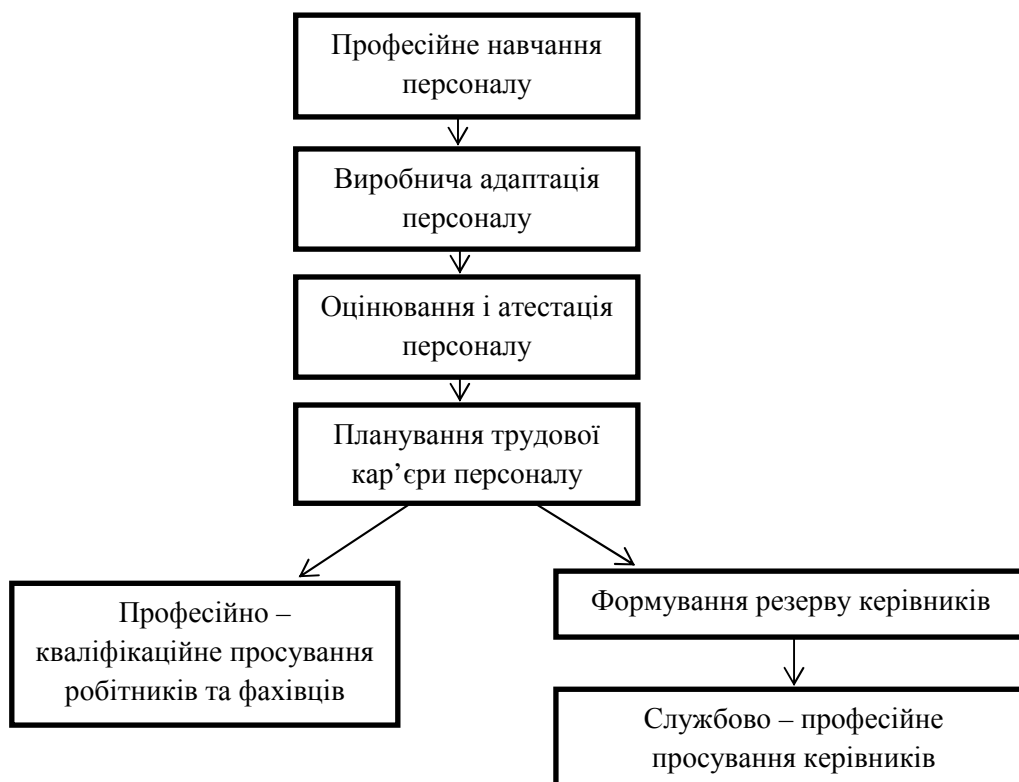 Професійне навчання
персоналу
Виробнича адаптація
персоналу
Оцінювання і атестація
персоналу
Планування трудової
кар’єри персоналу
Професійно –
кваліфікаційне просування
робітників та фахівців
Формування резерву керівників
Службово – професійне
просування керівників